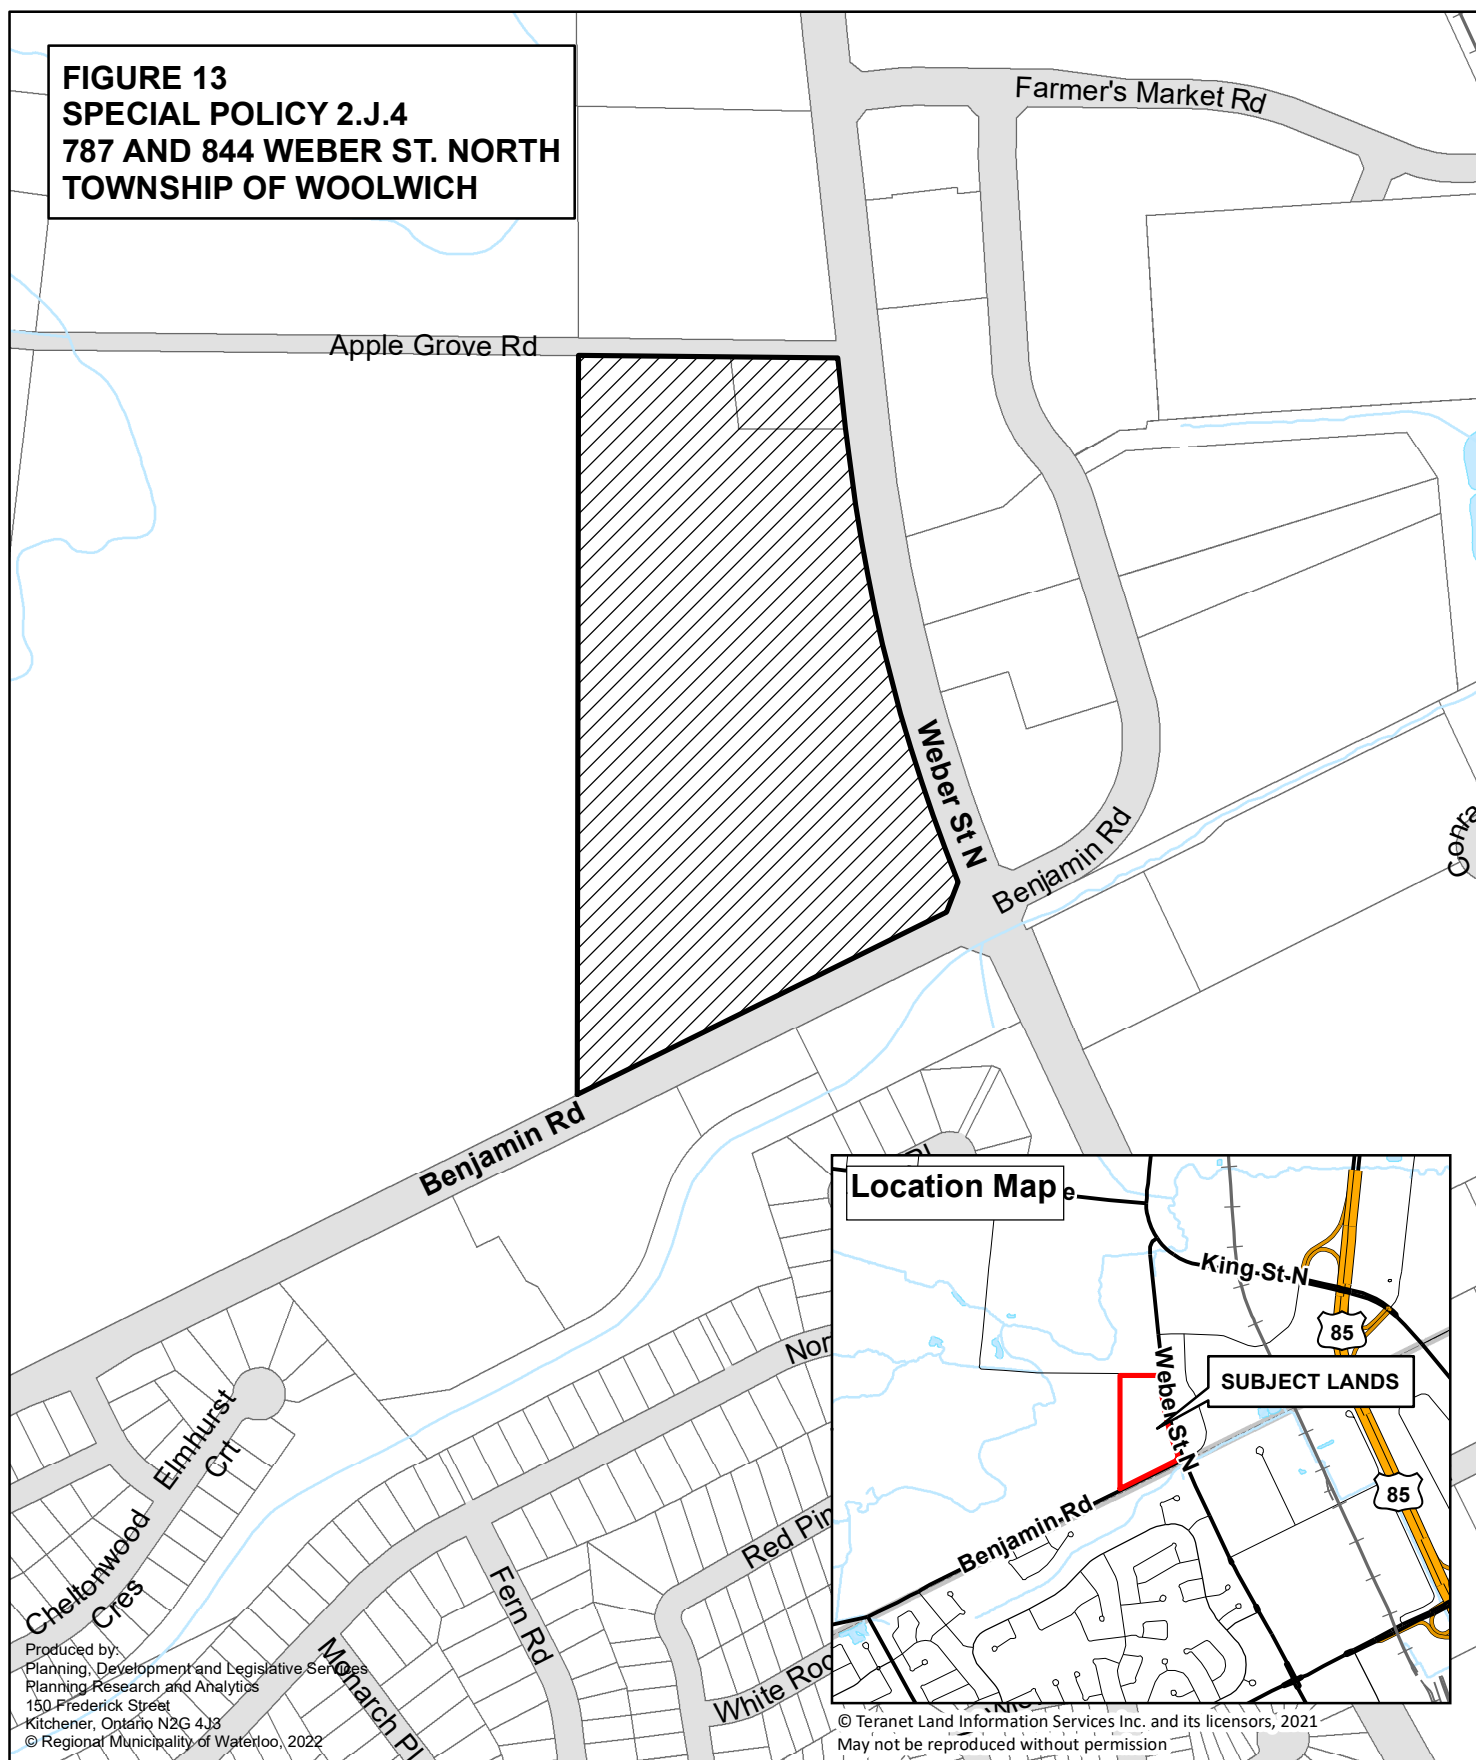 FIGURE 13
SPECIAL POLICY 2.J.4
787 AND 844 WEBER ST. NORTH
TOWNSHIP OF WOOLWICH
Farmer's Market Rd
Apple Grove Rd
Weber St N
Benjamin Rd
Conra
Benjamin Rd
Pl
Nor
Elmhurst
Crt
Red Pin
Cheltonwood
Cres
Fern Rd
Monarch Pl
White Roc
Location Map
e
King St N
85
Weber St N
SUBJECT LANDS
85
Benjamin Rd
Produced by:
Planning, Development and Legislative Services
Planning Research and Analytics
150 Frederick Street
Kitchener, Ontario N2G 4J3
© Regional Municipality of Waterloo, 2022
© Teranet Land Information Services Inc. and its licensors, 2021
May not be reproduced without permission